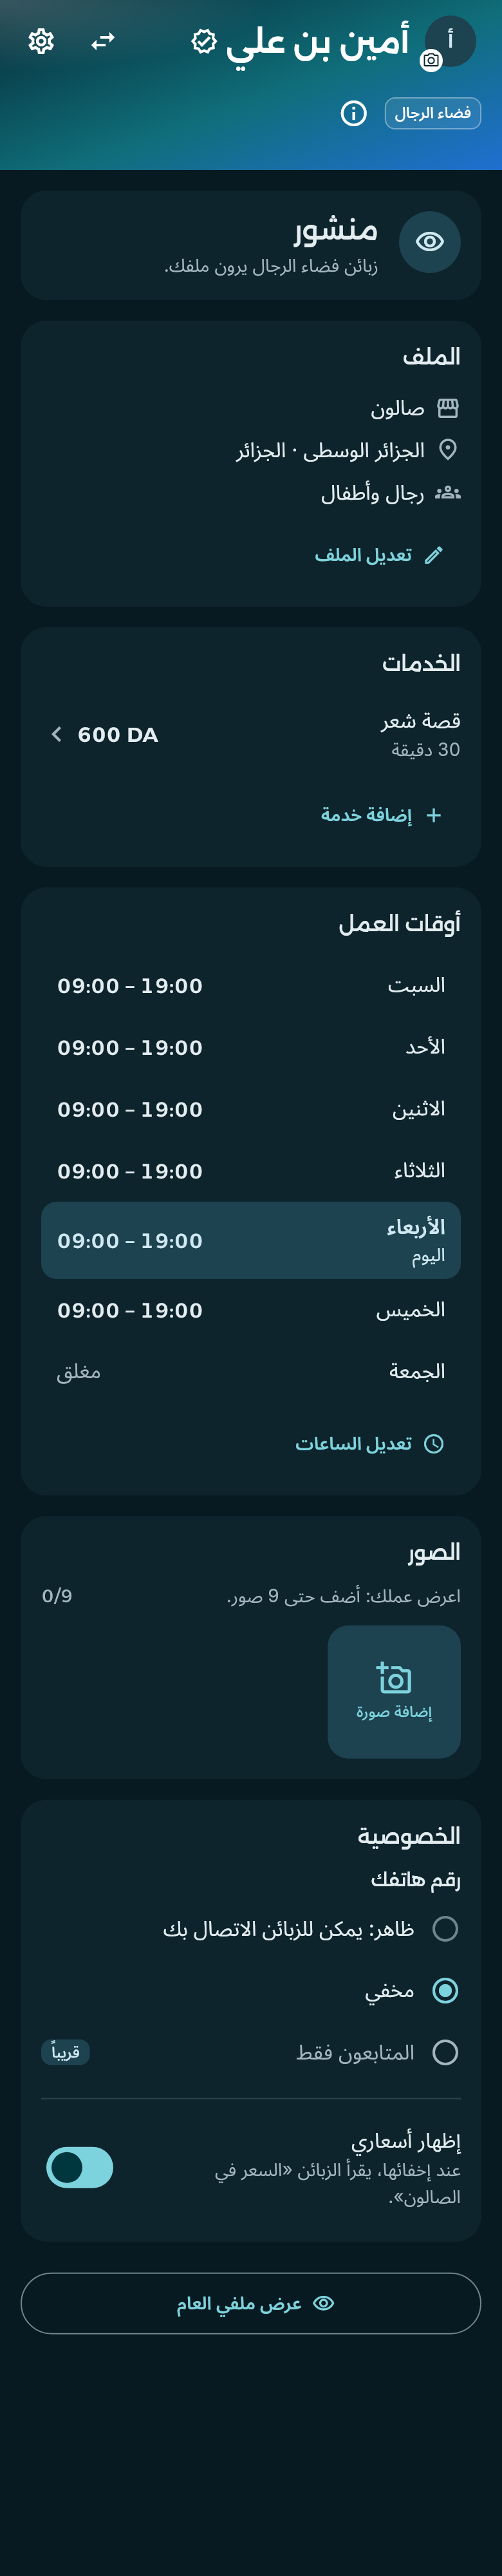 أ
أمين بن علي
فضاء الرجال
منشور
زبائن فضاء الرجال يرون ملفك.
الملف
صالون
الجزائر الوسطى · الجزائر
رجال وأطفال
تعديل الملف
الخدمات
قصة شعر
600 DA
30 دقيقة
إضافة خدمة
أوقات العمل
السبت 09:00 – 19:00
الأحد 09:00 – 19:00
الاثنين 09:00 – 19:00
الثلاثاء 09:00 – 19:00
الأربعاء 09:00 – 19:00
اليوم
الخميس 09:00 – 19:00
الجمعة مغلق
تعديل الساعات
الصور
اعرض عملك: أضف حتى 9 صور. 0/9
إضافة صورة
الخصوصية
رقم هاتفك
ظاهر: يمكن للزبائن الاتصال بك
مخفي
المتابعون فقط قريباً
إظهار أسعاري
عند إخفائها، يقرأ الزبائن «السعر في
الصالون».
عرض ملفي العام